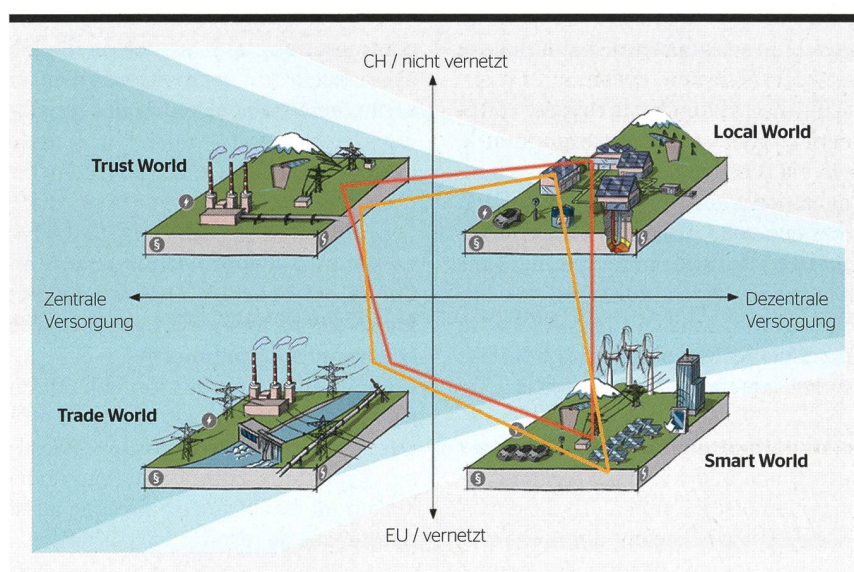 CH / nicht vernetzt
Trust World
Local World
Zentrale
Versorgung
Dezentrale
Versorgung
Trade World
Smart World
EU / vernetzt
§
§
§
§